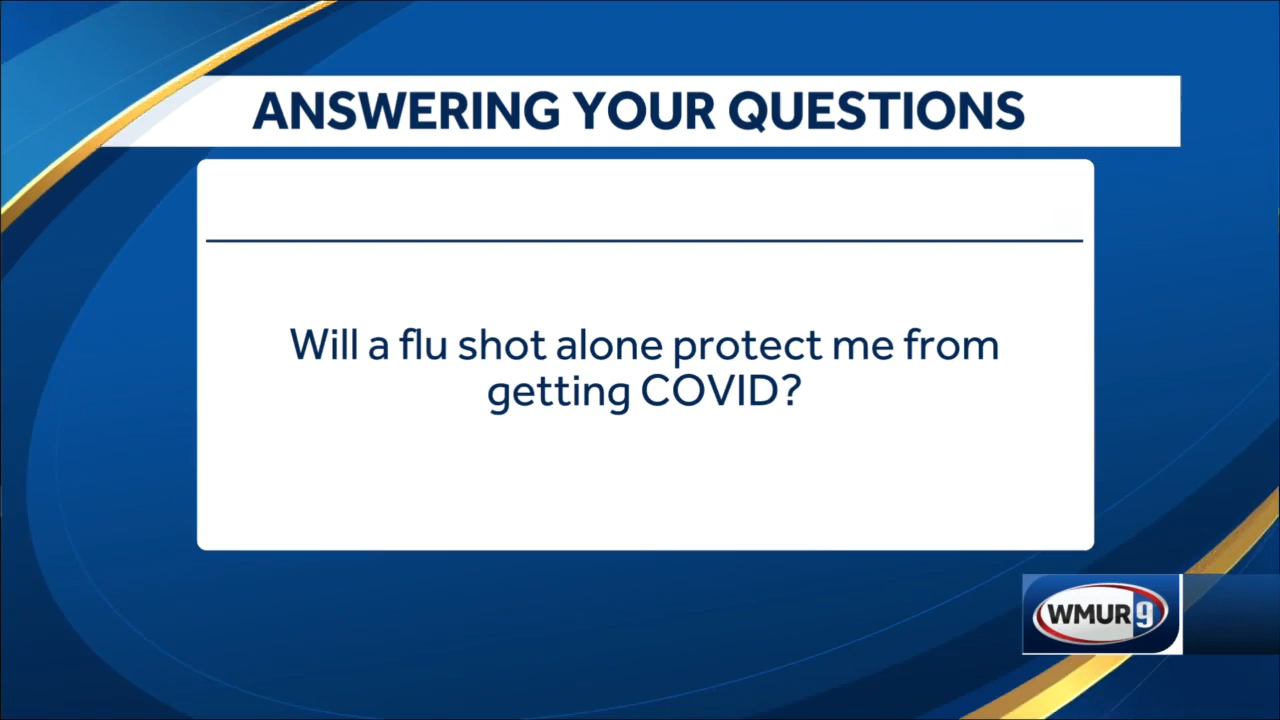 ANSWERING YOUR QUESTIONS
Will a flu shot alone protect me from
getting COVID?
WMUR9